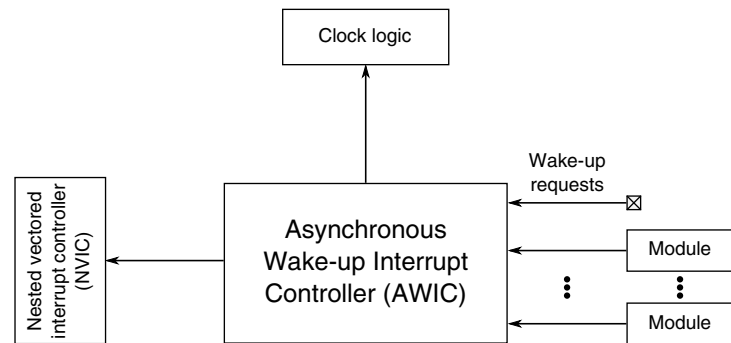 Clock logic
Wake-up
requests
Nested vectored
interrupt controller
(NVIC)
Asynchronous
Wake-up Interrupt
Controller (AWIC)
Module
Module